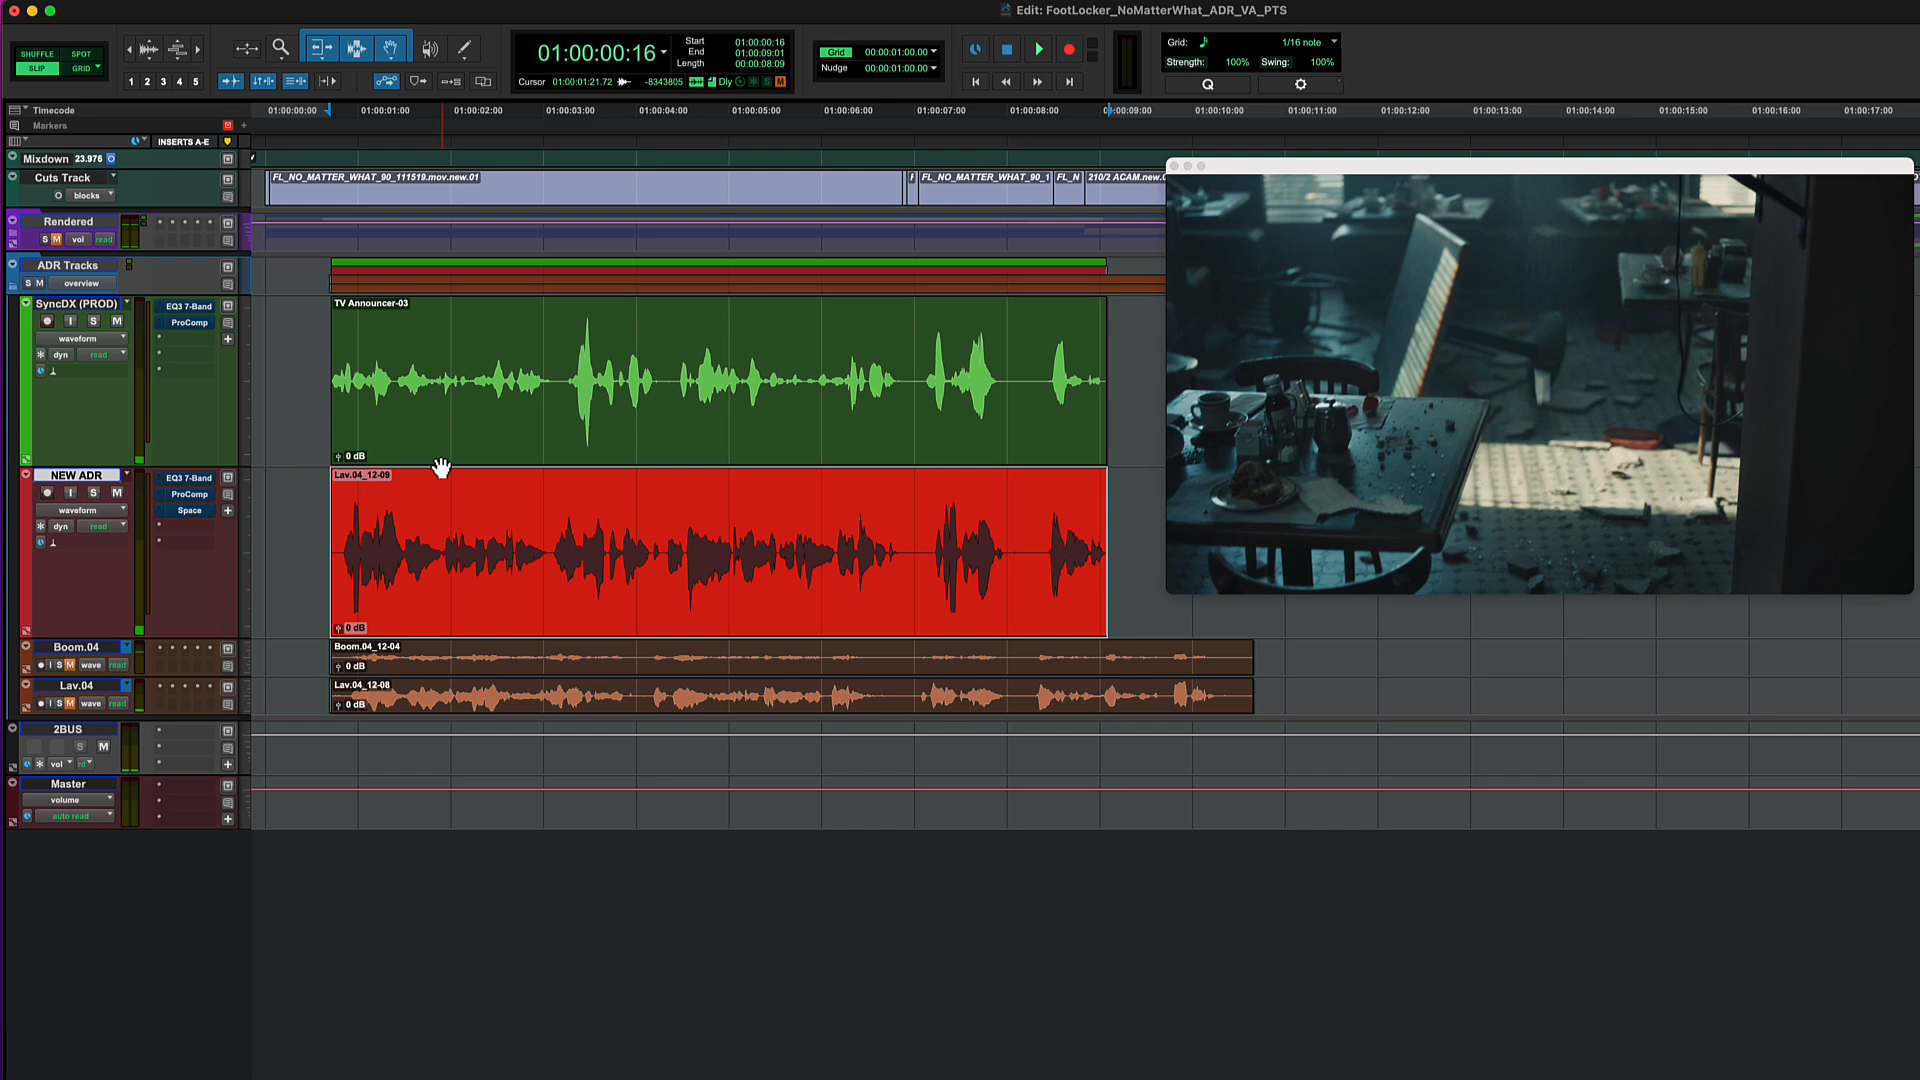 Edit: FootLocker_NoMatterWhat_ADR_VA_PTS
SHUFFLE SPOT
SLIP GRID
1 2 3 4 5
01:00:00:16
Start 01:00:00:16
End 01:00:09:01
Length 00:00:08:09
Cursor 01:00:01:21.72 -8343805 Dly S M
Grid 00:00:01:00.00
Nudge 00:00:01:00.00
Grid: 1/16 note
Strength: 100% Swing: 100%
Q
Timecode 01:00:00:00 01:00:01:00 01:00:02:00 01:00:03:00 01:00:04:00 01:00:05:00 01:00:06:00 01:00:07:00 01:00:08:00 01:00:09:00 01:00:10:00 01:00:11:00 01:00:12:00 01:00:13:00 01:00:14:00 01:00:15:00 01:00:16:00 01:00:17:00
Markers
INSERTS A-E
Mixdown 23.976
Cuts Track
blocks
FL_NO_MATTER_WHAT_90_111519.mov.new.01
FL_NO_MATTER_WHAT_90_1
FL_N
210/2 ACAM.new.0
Rendered
S M vol read
ADR Tracks
S M overview
SyncDX (PROD)
I S M
waveform
dyn read
EQ3 7-Band
ProComp
TV Announcer-03
0 dB
NEW ADR
I S M
waveform
dyn read
EQ3 7-Band
ProComp
Space
Lav.04_12-09
0 dB
Boom.04
I S M wave read
Boom.04_12-04
0 dB
Lav.04
I S M wave read
Lav.04_12-08
0 dB
2BUS
S M
vol rd
Master
volume
auto read